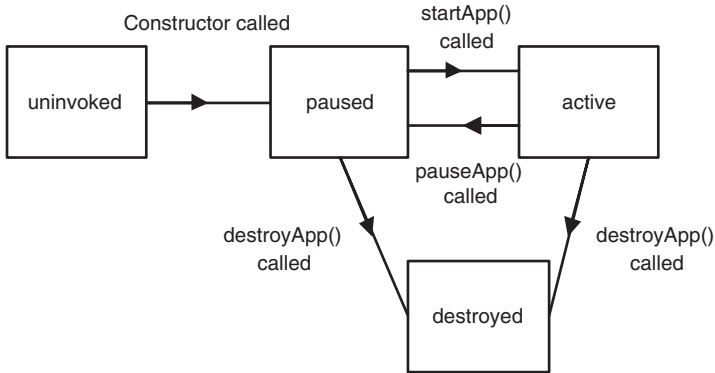 Constructor called
startApp()
called
uninvoked
paused
active
pauseApp()
called
destroyApp()
called
destroyApp()
called
destroyed